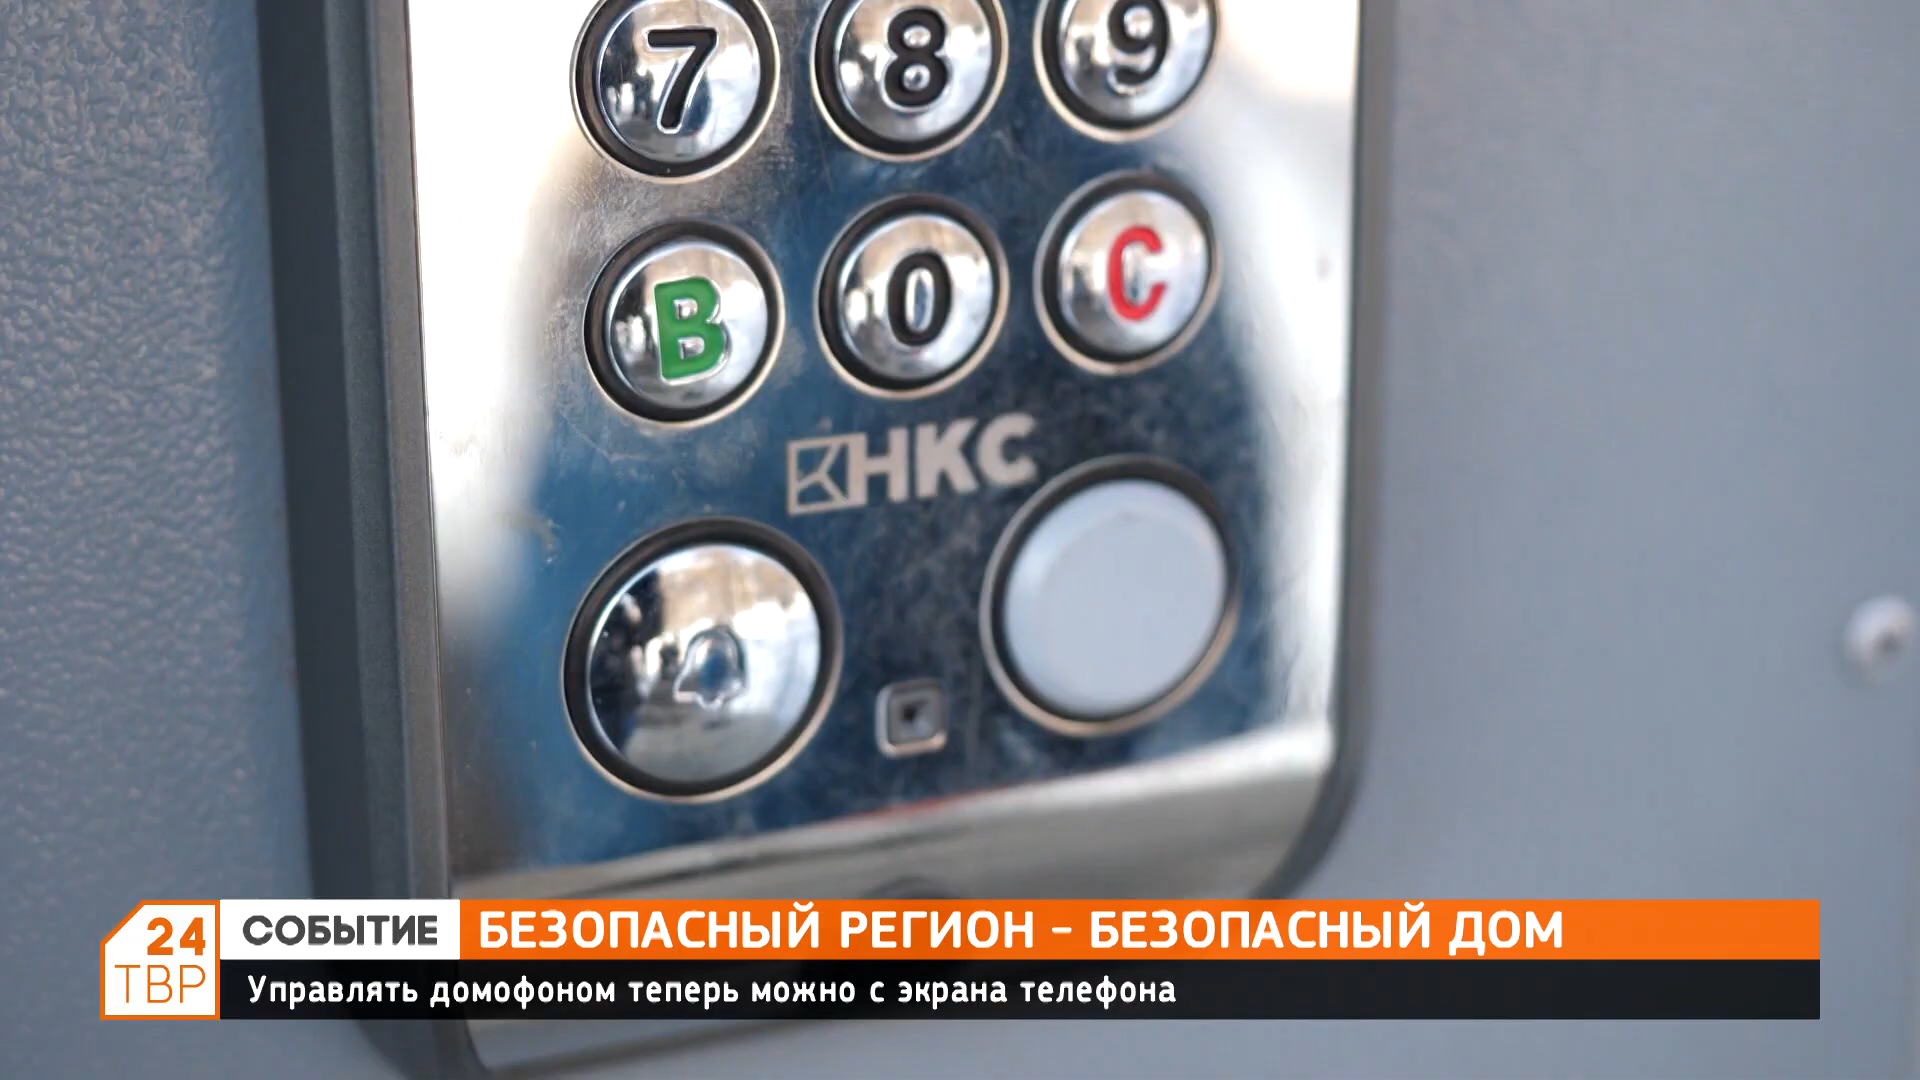 7 8 9
B 0 C
НКС
24 СОБЫТИЕ БЕЗОПАСНЫЙ РЕГИОН - БЕЗОПАСНЫЙ ДОМ
ТВР Управлять домофоном теперь можно с экрана телефона